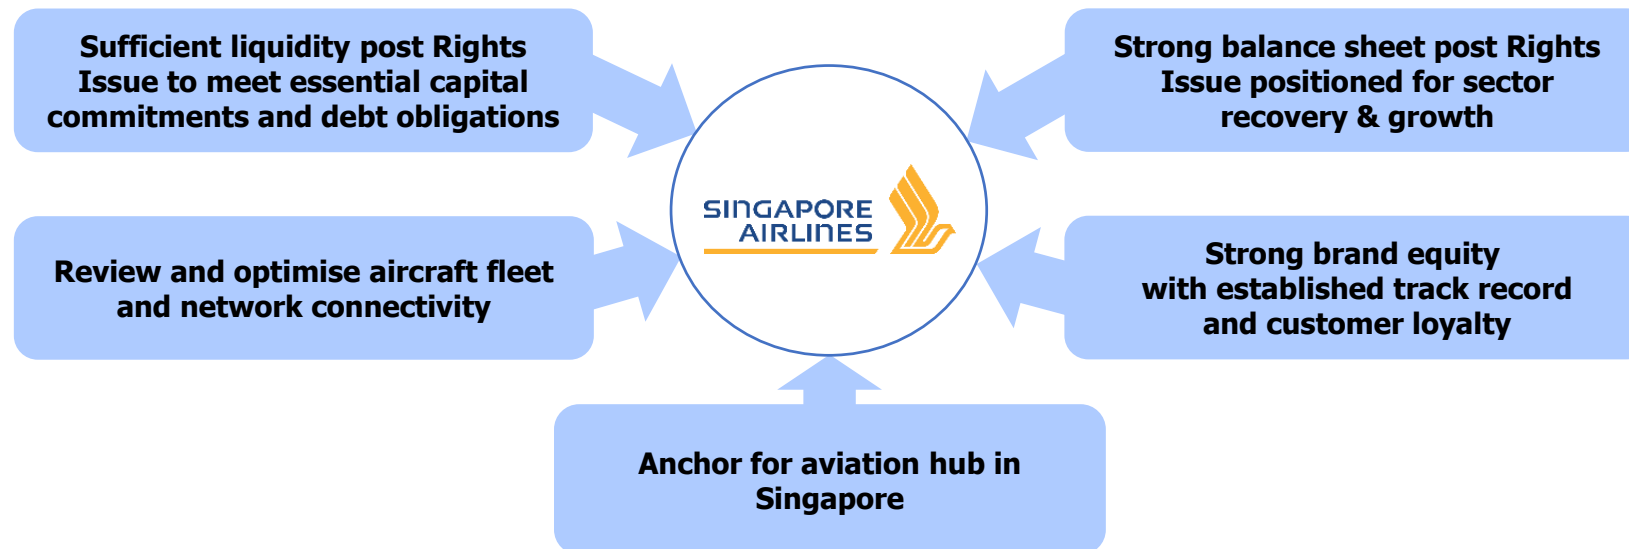 Sufficient liquidity post Rights
Issue to meet essential capital
commitments and debt obligations
Strong balance sheet post Rights
Issue positioned for sector
recovery & growth
SINGAPORE
AIRLINES
Review and optimise aircraft fleet
and network connectivity
Strong brand equity
with established track record
and customer loyalty
Anchor for aviation hub in
Singapore